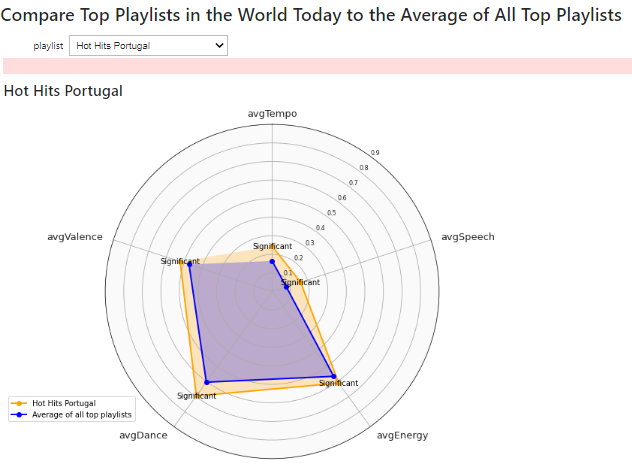 Compare Top Playlists in the World Today to the Average of All Top Playlists
playlist Hot Hits Portugal
Hot Hits Portugal
avgTempo
0.9
0.8
0.7
0.6
0.5
0.4
0.3
0.2
0.1
avgValence
avgSpeech
Significant
Significant
Significant
Significant
Significant
Hot Hits Portugal
Average of all top playlists
avgDance
avgEnergy